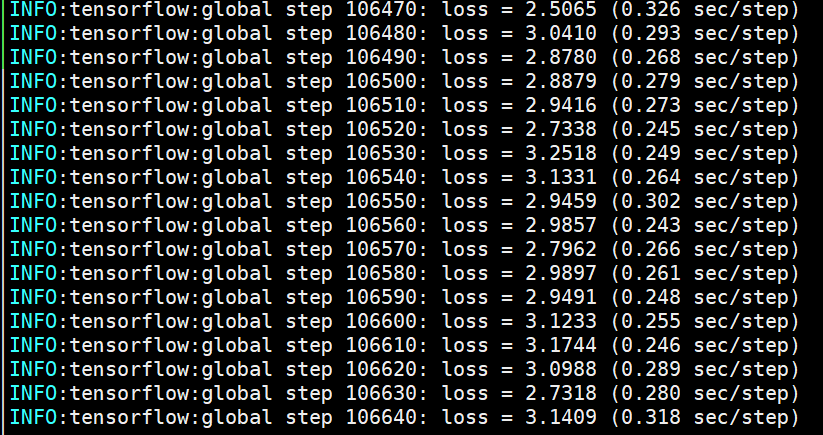 INFO:tensorflow:global step 106470: loss = 2.5065 (0.326 sec/step)
INFO:tensorflow:global step 106480: loss = 3.0410 (0.293 sec/step)
INFO:tensorflow:global step 106490: loss = 2.8780 (0.268 sec/step)
INFO:tensorflow:global step 106500: loss = 2.8879 (0.279 sec/step)
INFO:tensorflow:global step 106510: loss = 2.9416 (0.273 sec/step)
INFO:tensorflow:global step 106520: loss = 2.7338 (0.245 sec/step)
INFO:tensorflow:global step 106530: loss = 3.2518 (0.249 sec/step)
INFO:tensorflow:global step 106540: loss = 3.1331 (0.264 sec/step)
INFO:tensorflow:global step 106550: loss = 2.9459 (0.302 sec/step)
INFO:tensorflow:global step 106560: loss = 2.9857 (0.243 sec/step)
INFO:tensorflow:global step 106570: loss = 2.7962 (0.266 sec/step)
INFO:tensorflow:global step 106580: loss = 2.9897 (0.261 sec/step)
INFO:tensorflow:global step 106590: loss = 2.9491 (0.248 sec/step)
INFO:tensorflow:global step 106600: loss = 3.1233 (0.255 sec/step)
INFO:tensorflow:global step 106610: loss = 3.1744 (0.246 sec/step)
INFO:tensorflow:global step 106620: loss = 3.0988 (0.289 sec/step)
INFO:tensorflow:global step 106630: loss = 2.7318 (0.280 sec/step)
INFO:tensorflow:global step 106640: loss = 3.1409 (0.318 sec/step)